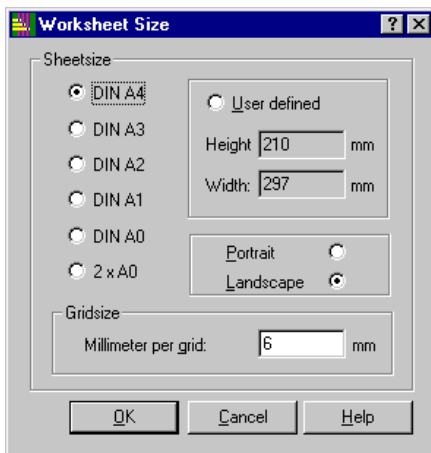 Worksheet Size
Sheetsize
DIN A4
DIN A3
DIN A2
DIN A1
DIN A0
2 x A0
User defined
Height 210 mm
Width: 297 mm
Portrait
Landscape
Gridsize
Millimeter per grid: 6 mm
OK Cancel Help